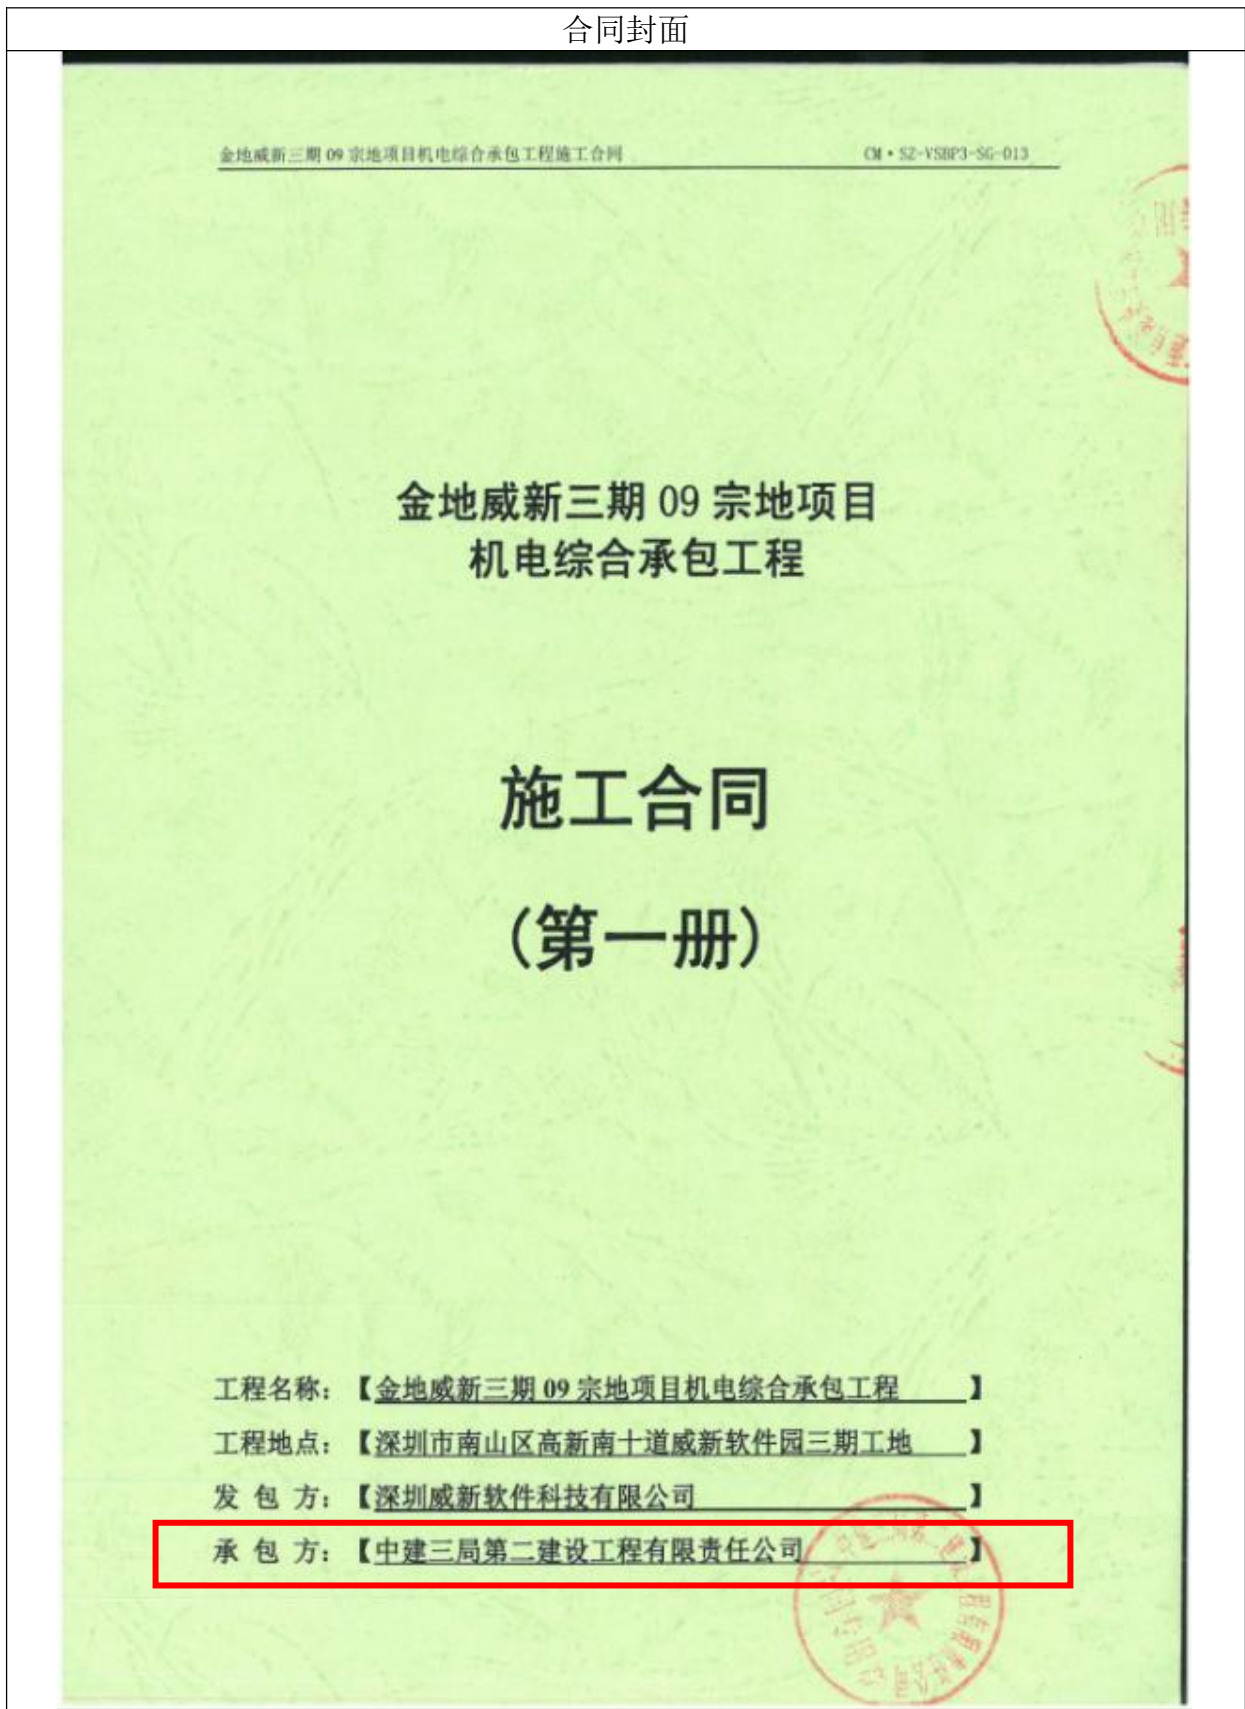 合同封面
金地威新三期 09 宗地项目机电综合承包工程施工合同 CM·SZ-VSBP3-SG-013
金地威新三期 09 宗地项目
机电综合承包工程
施工合同
(第一册)
工程名称：【金地威新三期 09 宗地项目机电综合承包工程】
工程地点：【深圳市南山区高新南十道威新软件园三期工地】
发 包 方：【深圳威新软件科技有限公司】
承 包 方：【中建三局第二建设工程有限责任公司】